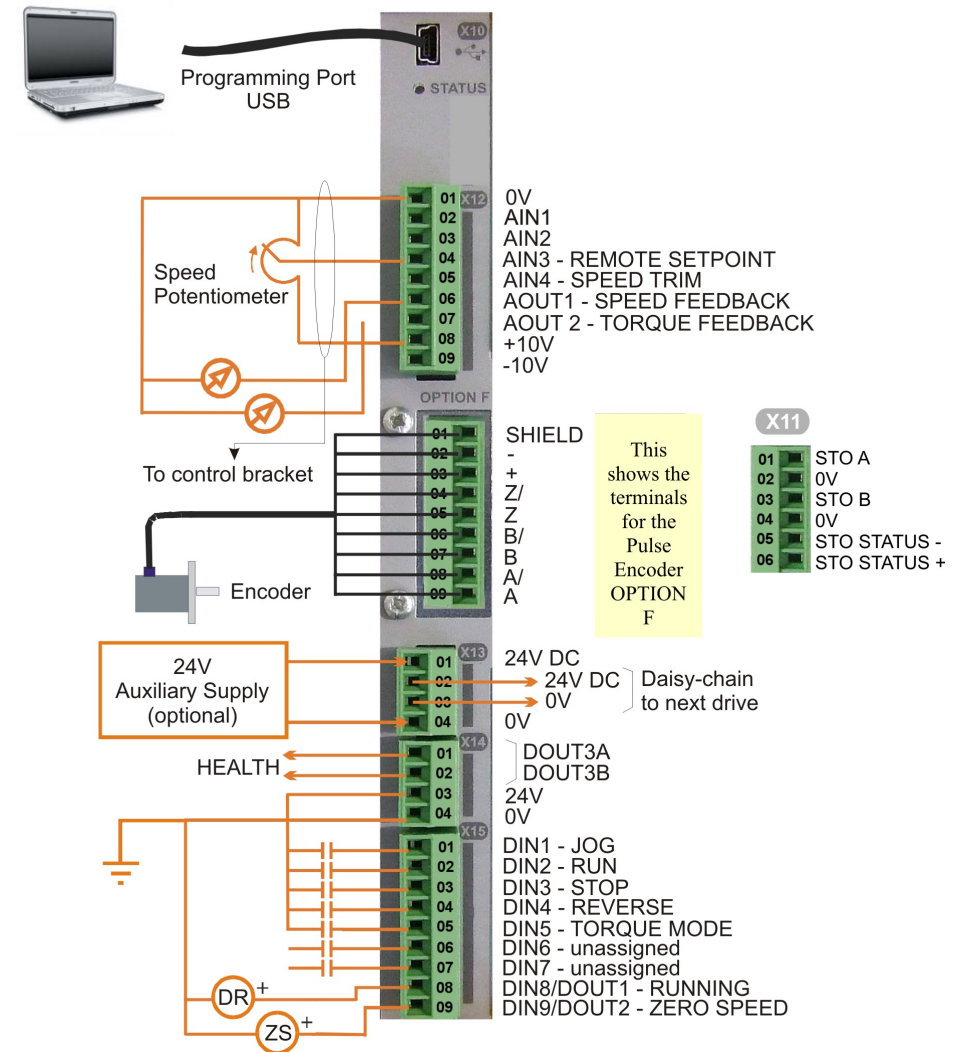 X10
Programming Port
USB
STATUS
01 X12 0V
02 AIN1
03 AIN2
04 AIN3 - REMOTE SETPOINT
05 AIN4 - SPEED TRIM
06 AOUT1 - SPEED FEEDBACK
07 AOUT 2 - TORQUE FEEDBACK
08 +10V
09 -10V
Speed
Potentiometer
To control bracket
OPTION F
01 SHIELD
02 -
03 +
04 Z/
05 Z
06 B/
07 B
08 A/
09 A
Encoder
This
shows the
terminals
for the
Pulse
Encoder
OPTION
F
X11
01 STO A
02 0V
03 STO B
04 0V
05 STO STATUS -
06 STO STATUS +
24V
Auxiliary Supply
(optional)
X13
01 24V DC
02 24V DC
03 0V
04 0V
Daisy-chain
to next drive
HEALTH
X14
01 DOUT3A
02 DOUT3B
03 24V
04 0V
X15
01 DIN1 - JOG
02 DIN2 - RUN
03 DIN3 - STOP
04 DIN4 - REVERSE
05 DIN5 - TORQUE MODE
06 DIN6 - unassigned
07 DIN7 - unassigned
08 DIN8/DOUT1 - RUNNING
09 DIN9/DOUT2 - ZERO SPEED
DR +
ZS +